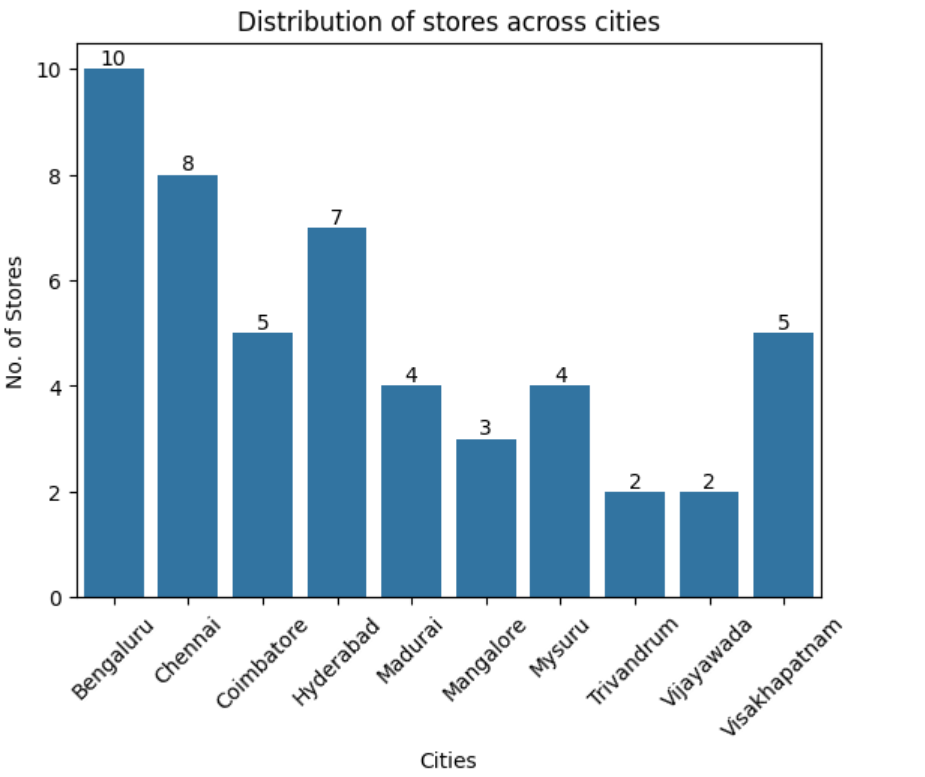 Distribution of stores across cities
No. of Stores
10
8
6
4
2
0
10
8
5
7
4
3
4
2
2
5
Bengaluru
Chennai
Coimbatore
Hyderabad
Madurai
Mangalore
Mysuru
Trivandrum
Vijayawada
Visakhapatnam
Cities